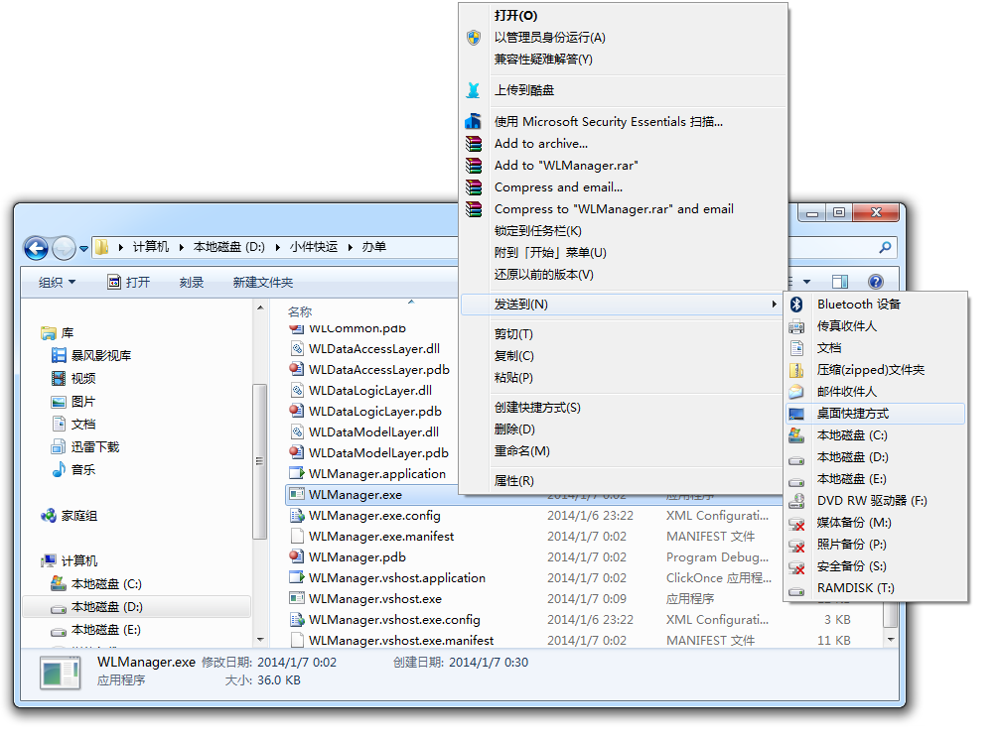 打开(O)
以管理员身份运行(A)
兼容性疑难解答(Y)
上传到酷盘
使用 Microsoft Security Essentials 扫描...
Add to archive...
Add to "WLManager.rar"
Compress and email...
Compress to "WLManager.rar" and email
锁定到任务栏(K)
附到「开始」菜单(U)
还原以前的版本(V)
发送到(N)
剪切(T)
复制(C)
粘贴(P)
创建快捷方式(S)
删除(D)
重命名(M)
属性(R)
Bluetooth 设备
传真收件人
文档
压缩(zipped)文件夹
邮件收件人
桌面快捷方式
本地磁盘 (C:)
本地磁盘 (D:)
本地磁盘 (E:)
DVD RW 驱动器 (F:)
媒体备份 (M:)
照片备份 (P:)
安全备份 (S:)
RAMDISK (T:)
计算机 本地磁盘 (D:) 小件快运 办单
组织 打开 刻录 新建文件夹
库
暴风影视库
视频
图片
文档
迅雷下载
音乐
家庭组
计算机
本地磁盘 (C:)
本地磁盘 (D:)
本地磁盘 (E:)
名称
WLCommon.pdb
WLDataAccessLayer.dll
WLDataAccessLayer.pdb
WLDataLogicLayer.dll
WLDataLogicLayer.pdb
WLDataModelLayer.dll
WLDataModelLayer.pdb
WLManager.application
WLManager.exe 2014/1/7 0:02 应用程序
WLManager.exe.config 2014/1/6 23:22 XML Configurati...
WLManager.exe.manifest 2014/1/7 0:02 MANIFEST 文件
WLManager.pdb 2014/1/7 0:02 Program Debug...
WLManager.vshost.application 2014/1/7 0:02 ClickOnce 应用程...
WLManager.vshost.exe 2014/1/7 0:09 应用程序
WLManager.vshost.exe.config 2014/1/6 23:22 XML Configurati... 3 KB
WLManager.vshost.exe.manifest 2014/1/7 0:02 MANIFEST 文件 11 KB
WLManager.exe 修改日期: 2014/1/7 0:02 创建日期: 2014/1/7 0:30
应用程序 大小: 36.0 KB